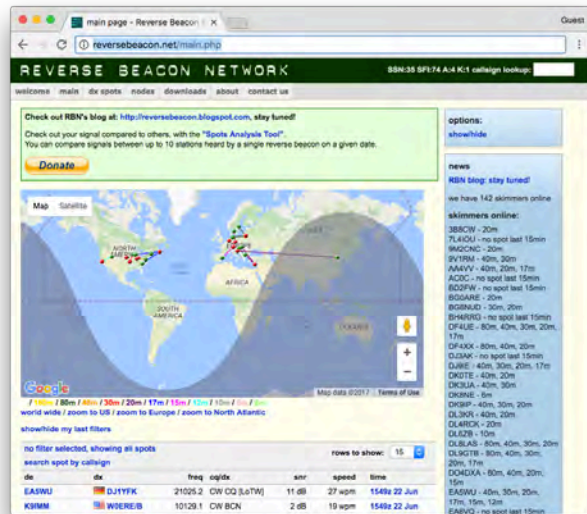 main page - Reverse Beacon
Guest
reversebeacon.net/main.php
REVERSE BEACON NETWORK
SSN:35 SFI:74 A:4 K:1 callsign lookup:
welcome main dx spots nodes downloads about contact us
Check out RBN's blog at: http://reversebeacon.blogspot.com, stay tuned!
Check out your signal compared to others, with the "Spots Analysis Tool".
You can compare signals between up to 10 stations heard by a single reverse beacon on a given date.
Donate
Map Satellite
NORTH AMERICA
AFRICA
SOUTH AMERICA
OCEANIA
Google
Map data ©2017 Terms of Use
/ 160m / 80m / 40m / 30m / 20m / 17m / 15m / 12m / 10m / 6m
world wide / zoom to US / zoom to Europe / zoom to North Atlantic
show/hide my last filters
no filter selected, showing all spots
rows to show: 15
search spot by callsign
de dx freq cq/dx snr speed time
EA5WU DJ1YFK 21025.2 CW CQ [LoTW] 11 dB 27 wpm 1549z 22 Jun
K9IMM W0ERE/B 10129.1 CW BCN 2 dB 19 wpm 1549z 22 Jun
options:
show/hide
news
RBN blog: stay tuned!
we have 142 skimmers online
skimmers online:
3B8CW - 20m
7L4IOU - no spot last 15min
9M2CNC - 20m
9V1RM - 40m, 30m
AA4VV - 40m, 20m, 17m
AC0C - no spot last 15min
BD2FW - no spot last 15min
BG0ARE - 20m
BG8NUD - 30m, 20m
BH4RRG - no spot last 15min
DF4UE - 80m, 40m, 30m, 20m,
17m
DF4XX - 80m, 40m, 20m
DJ3AK - no spot last 15min
DJ9IE - 40m, 30m, 20m, 17m
DK0TE - 40m, 20m
DK3UA - 40m, 30m
DK8NE - 6m
DK9IP - 40m, 30m, 20m
DL3KR - 40m, 20m
DL4RCK - 20m
DL6ZB - 10m
DL8LAS - 80m, 40m, 30m, 20m
DL9GTB - 80m, 40m, 30m,
20m, 17m
DO4DXA - 80m, 40m, 20m,
15m
EA5WU - 40m, 30m, 20m,
17m, 15m, 12m
EA8VQ - no spot last 15min